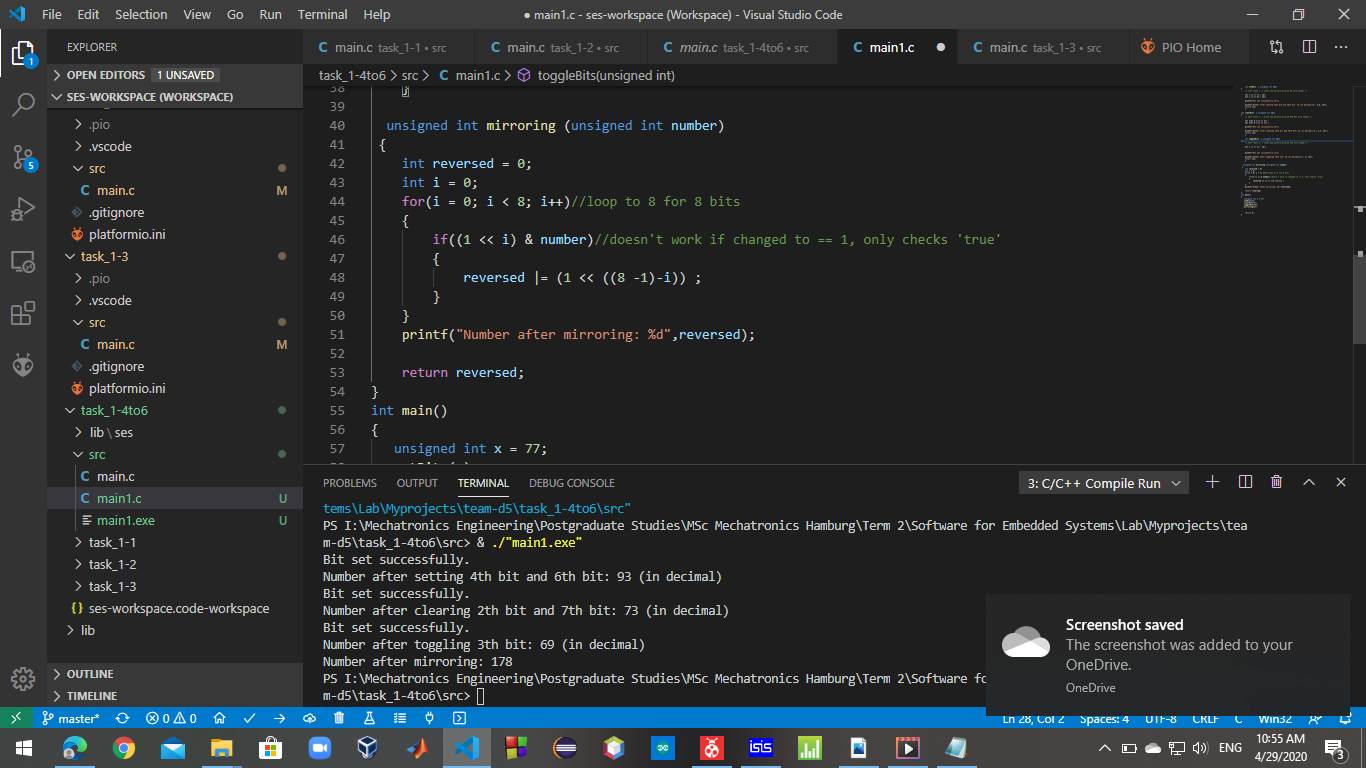 File Edit Selection View Go Run Terminal Help
● main1.c - ses-workspace (Workspace) - Visual Studio Code
EXPLORER
OPEN EDITORS 1 UNSAVED
SES-WORKSPACE (WORKSPACE)
.pio
.vscode
src
C main.c M
.gitignore
platformio.ini
task_1-3
.pio
.vscode
src
C main.c M
.gitignore
platformio.ini
task_1-4to6
lib \ ses
src
C main.c
C main1.c U
main1.exe U
task_1-1
task_1-2
task_1-3
{} ses-workspace.code-workspace
lib
OUTLINE
TIMELINE
1
5
C main.c task_1-1 • src
C main.c task_1-2 • src
C main.c task_1-4to6 • src
C main1.c ●
C main.c task_1-3 • src
PIO Home
task_1-4to6 > src > C main1.c > toggleBits(unsigned int)
38 }
39
40 unsigned int mirroring (unsigned int number)
41 {
42 int reversed = 0;
43 int i = 0;
44 for(i = 0; i < 8; i++)//loop to 8 for 8 bits
45 {
46 if((1 << i) & number)//doesn't work if changed to == 1, only checks 'true'
47 {
48 reversed |= (1 << ((8 -1)-i)) ;
49 }
50 }
51 printf("Number after mirroring: %d",reversed);
52
53 return reversed;
54 }
55 int main()
56 {
57 unsigned int x = 77;
PROBLEMS OUTPUT TERMINAL DEBUG CONSOLE
3: C/C++ Compile Run
tems\Lab\Myprojects\team-d5\task_1-4to6\src"
PS I:\Mechatronics Engineering\Postgraduate Studies\MSc Mechatronics Hamburg\Term 2\Software for Embedded Systems\Lab\Myprojects\tea
m-d5\task_1-4to6\src> & ./"main1.exe"
Bit set successfully.
Number after setting 4th bit and 6th bit: 93 (in decimal)
Bit set successfully.
Number after clearing 2th bit and 7th bit: 73 (in decimal)
Bit set successfully.
Number after toggling 3th bit: 69 (in decimal)
Number after mirroring: 178
PS I:\Mechatronics Engineering\Postgraduate Studies\MSc Mechatronics Hamburg\Term 2\Software fo
m-d5\task_1-4to6\src>
Screenshot saved
The screenshot was added to your
OneDrive.
OneDrive
master* 0 0
Ln 28, Col 2 Spaces: 4 UTF-8 CRLF C Win32
isis
ENG
10:55 AM
4/29/2020
3